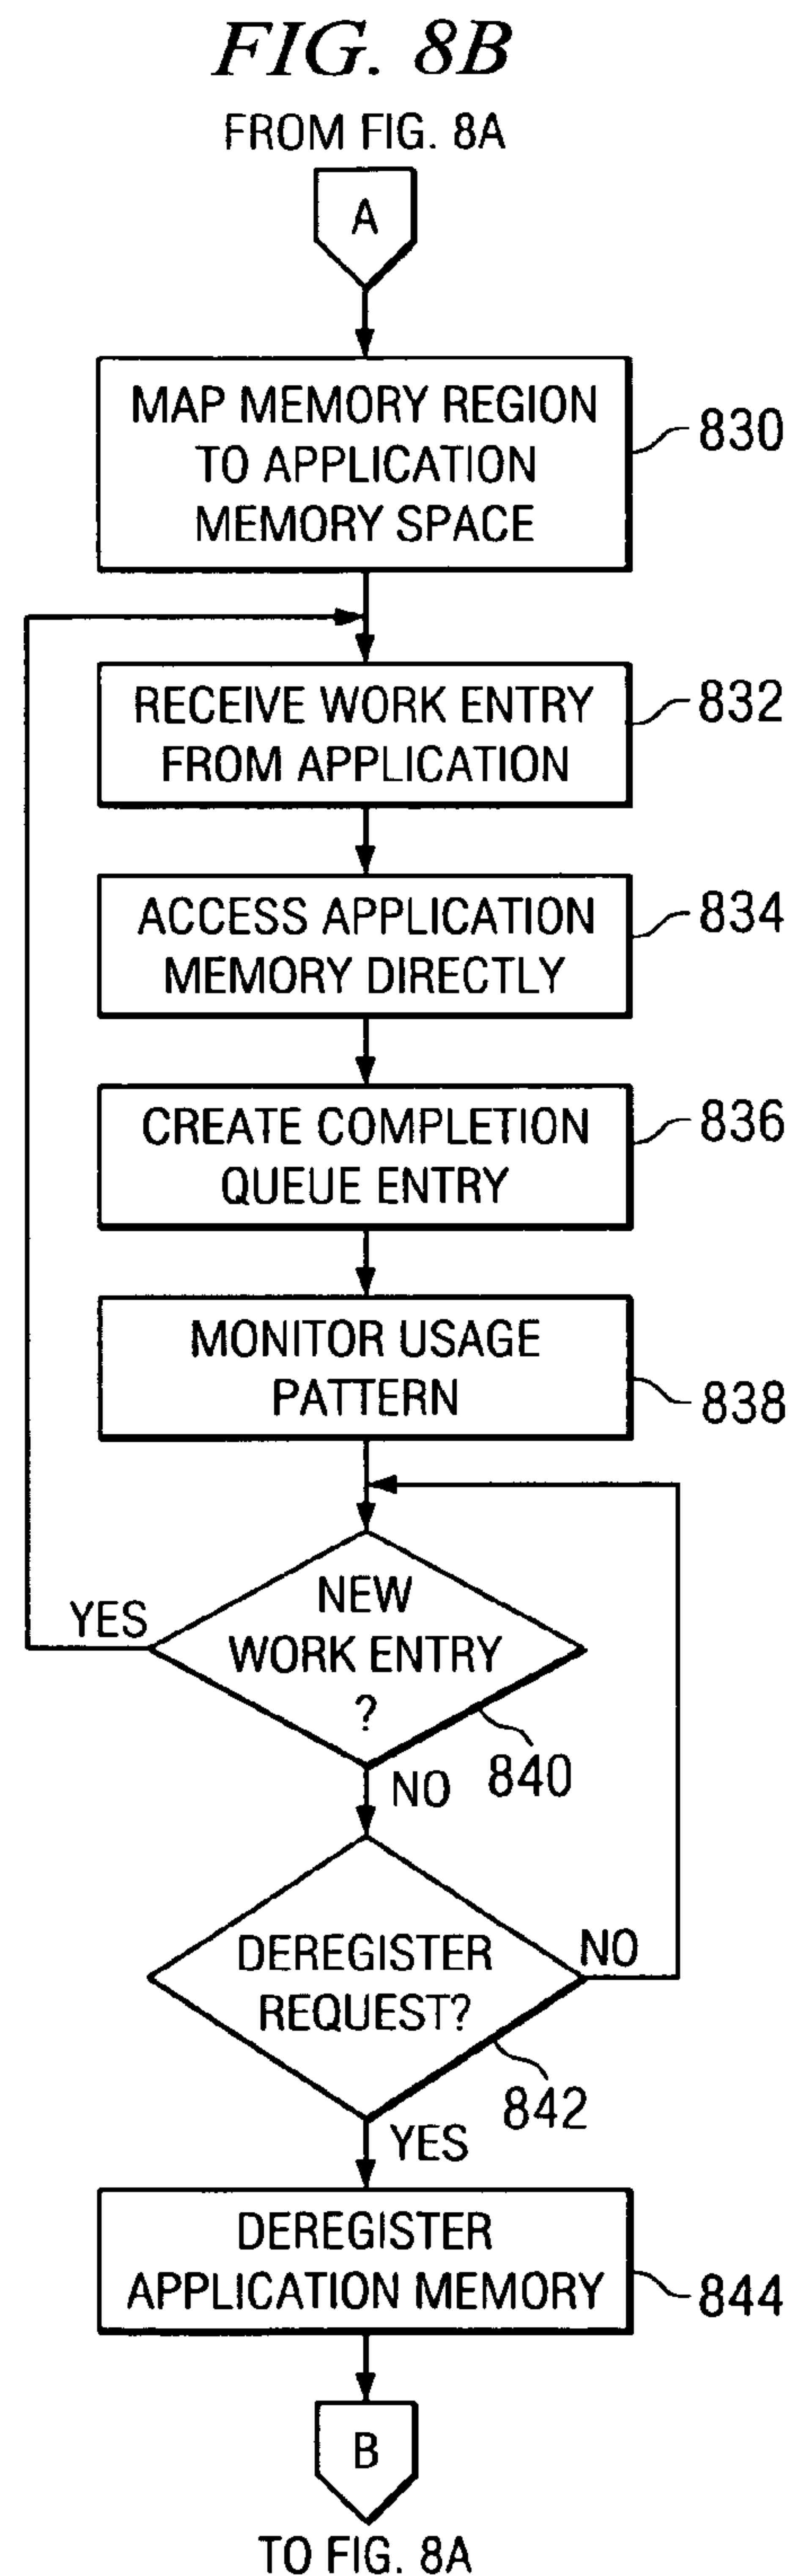 FIG. 8B
FROM FIG. 8A
A
MAP MEMORY REGION
TO APPLICATION
MEMORY SPACE
830
RECEIVE WORK ENTRY
FROM APPLICATION
832
ACCESS APPLICATION
MEMORY DIRECTLY
834
CREATE COMPLETION
QUEUE ENTRY
836
MONITOR USAGE
PATTERN
838
YES
NEW
WORK ENTRY
?
840
NO
DEREGISTER
REQUEST?
NO
842
YES
DEREGISTER
APPLICATION MEMORY
844
B
TO FIG. 8A